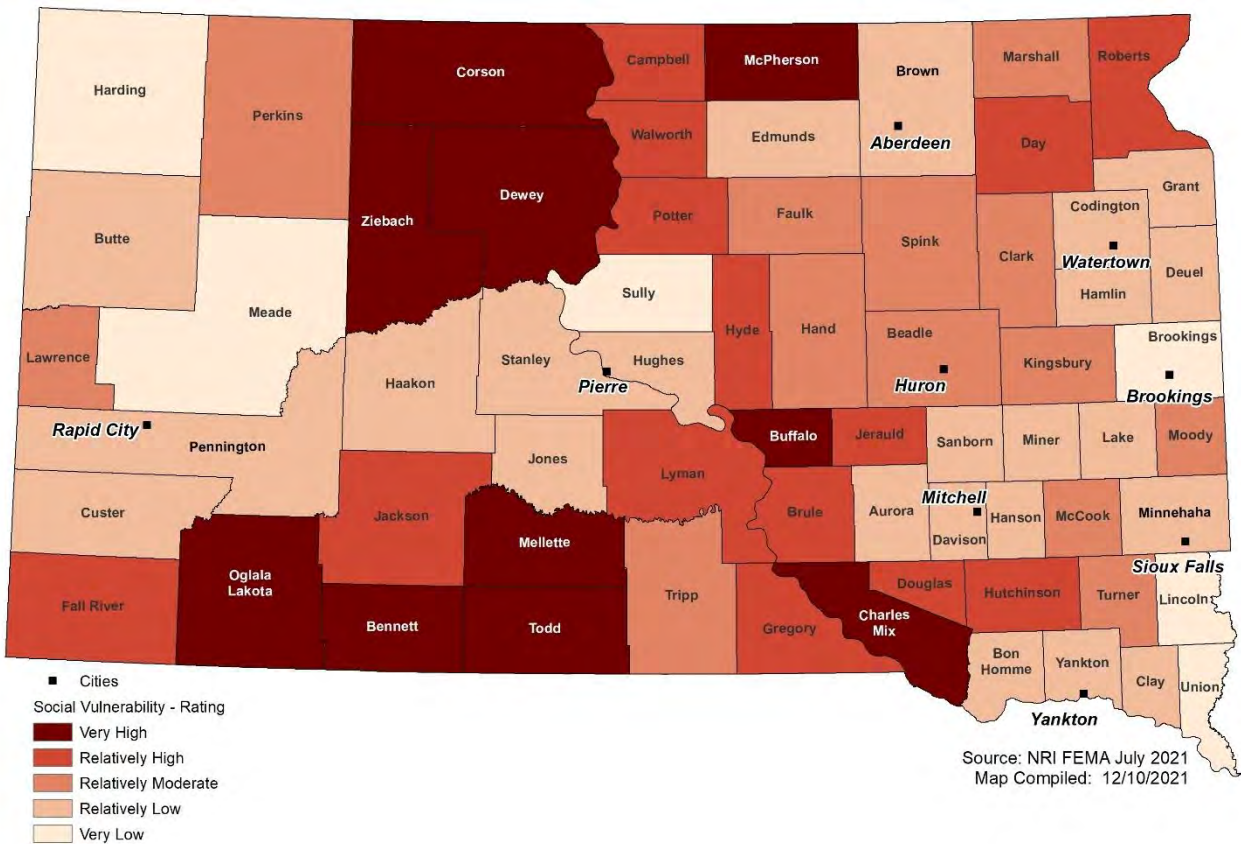 Corson
Campbell
McPherson
Brown
Marshall
Roberts
Harding
Perkins
Walworth
Edmunds
Aberdeen
Day
Grant
Codington
Dewey
Ziebach
Potter
Faulk
Spink
Clark
Watertown
Deuel
Butte
Hamlin
Meade
Sully
Lawrence
Hyde
Hand
Beadle
Brookings
Stanley
Hughes
Kingsbury
Haakon
Pierre
Huron
Brookings
Rapid City
Pennington
Buffalo
Jerauld
Sanborn
Miner
Lake
Moody
Jones
Lyman
Custer
Jackson
Mitchell
Brule
Aurora
Hanson
McCook
Minnehaha
Mellette
Davison
Sioux Falls
Oglala
Lakota
Fall River
Bennett
Todd
Tripp
Gregory
Douglas
Charles
Mix
Hutchinson
Turner
Lincoln
Bon
Homme
Yankton
Clay
Union
Yankton
Cities
Social Vulnerability - Rating
Very High
Relatively High
Relatively Moderate
Relatively Low
Very Low
Source: NRI FEMA July 2021
Map Compiled: 12/10/2021